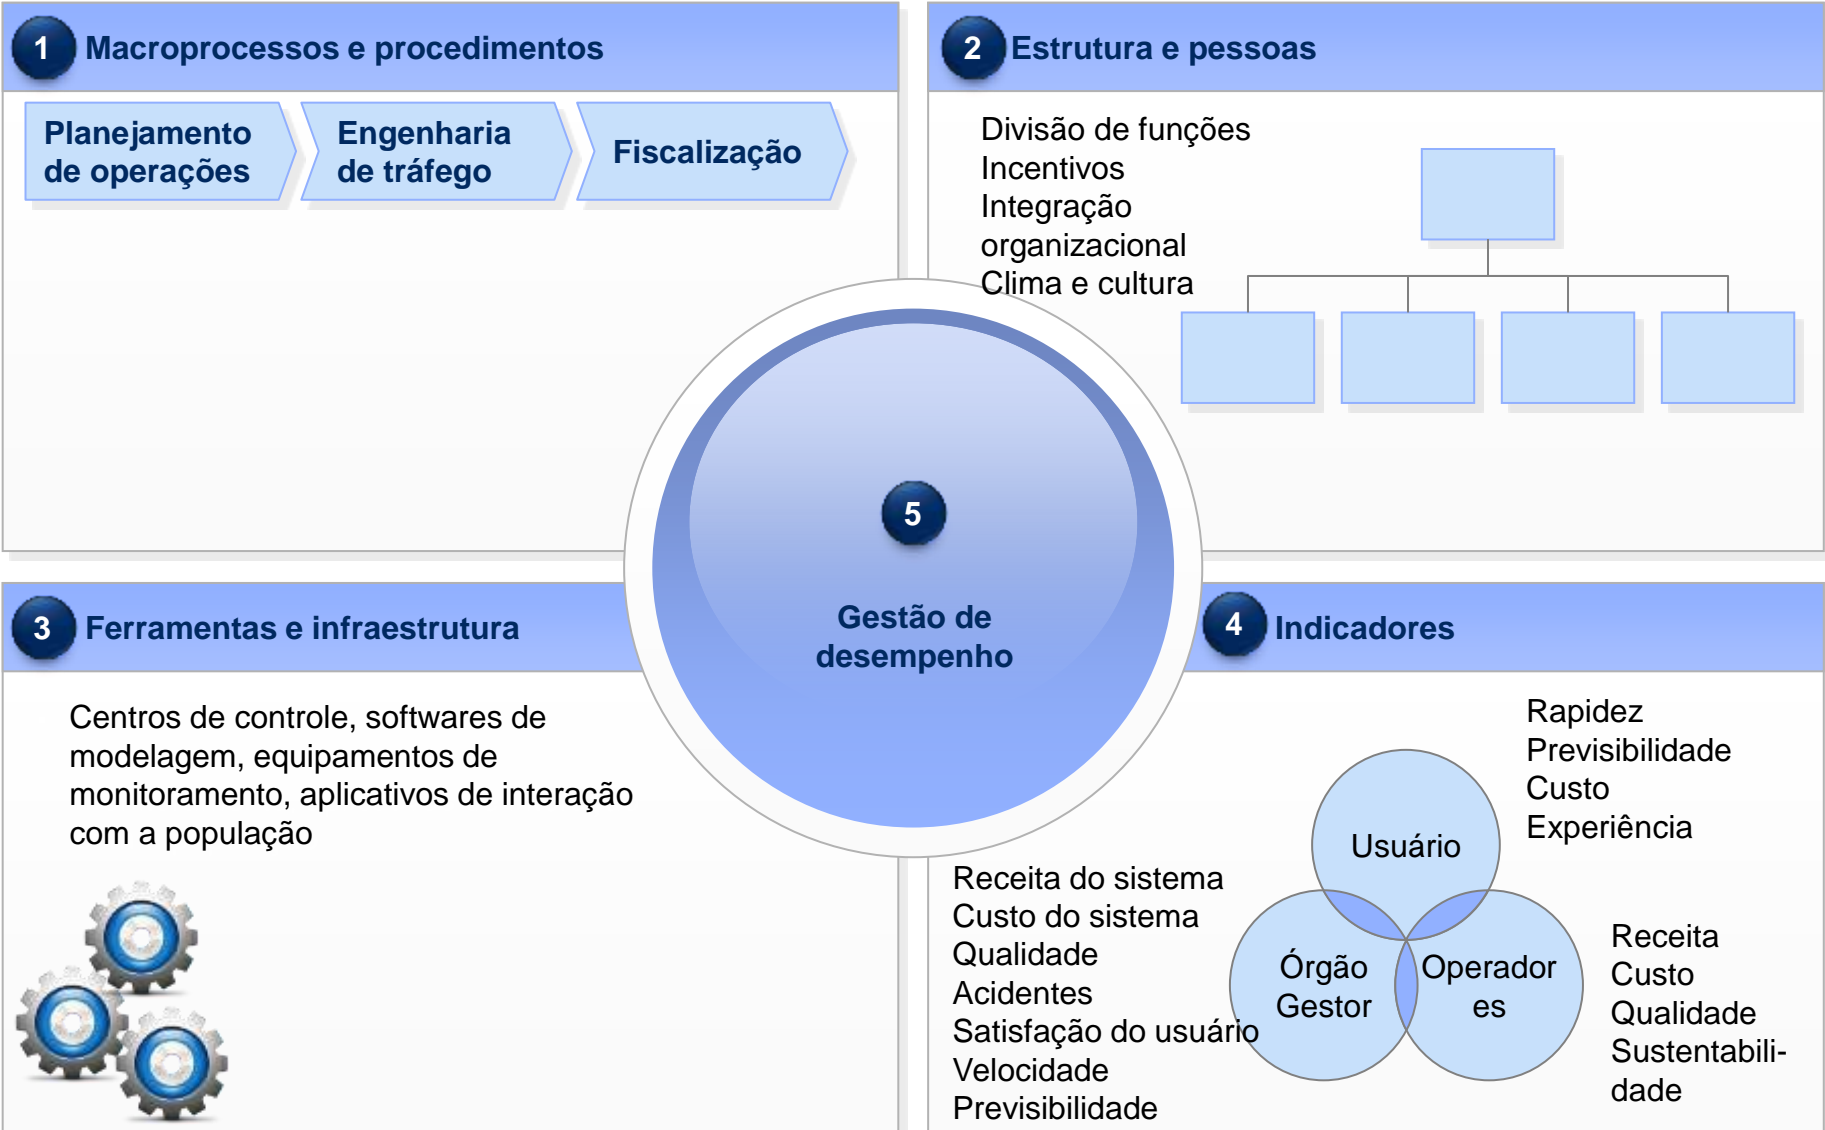 1 Macroprocessos e procedimentos
Planejamento
de operações
Engenharia
de tráfego
Fiscalização
2 Estrutura e pessoas
Divisão de funções
Incentivos
Integração
organizacional
Clima e cultura
5
Gestão de
desempenho
3 Ferramentas e infraestrutura
Centros de controle, softwares de
modelagem, equipamentos de
monitoramento, aplicativos de interação
com a população
4 Indicadores
Rapidez
Previsibilidade
Custo
Experiência
Usuário
Receita do sistema
Custo do sistema
Qualidade
Acidentes
Satisfação do usuário
Velocidade
Previsibilidade
Órgão
Gestor
Operador
es
Receita
Custo
Qualidade
Sustentabili-
dade